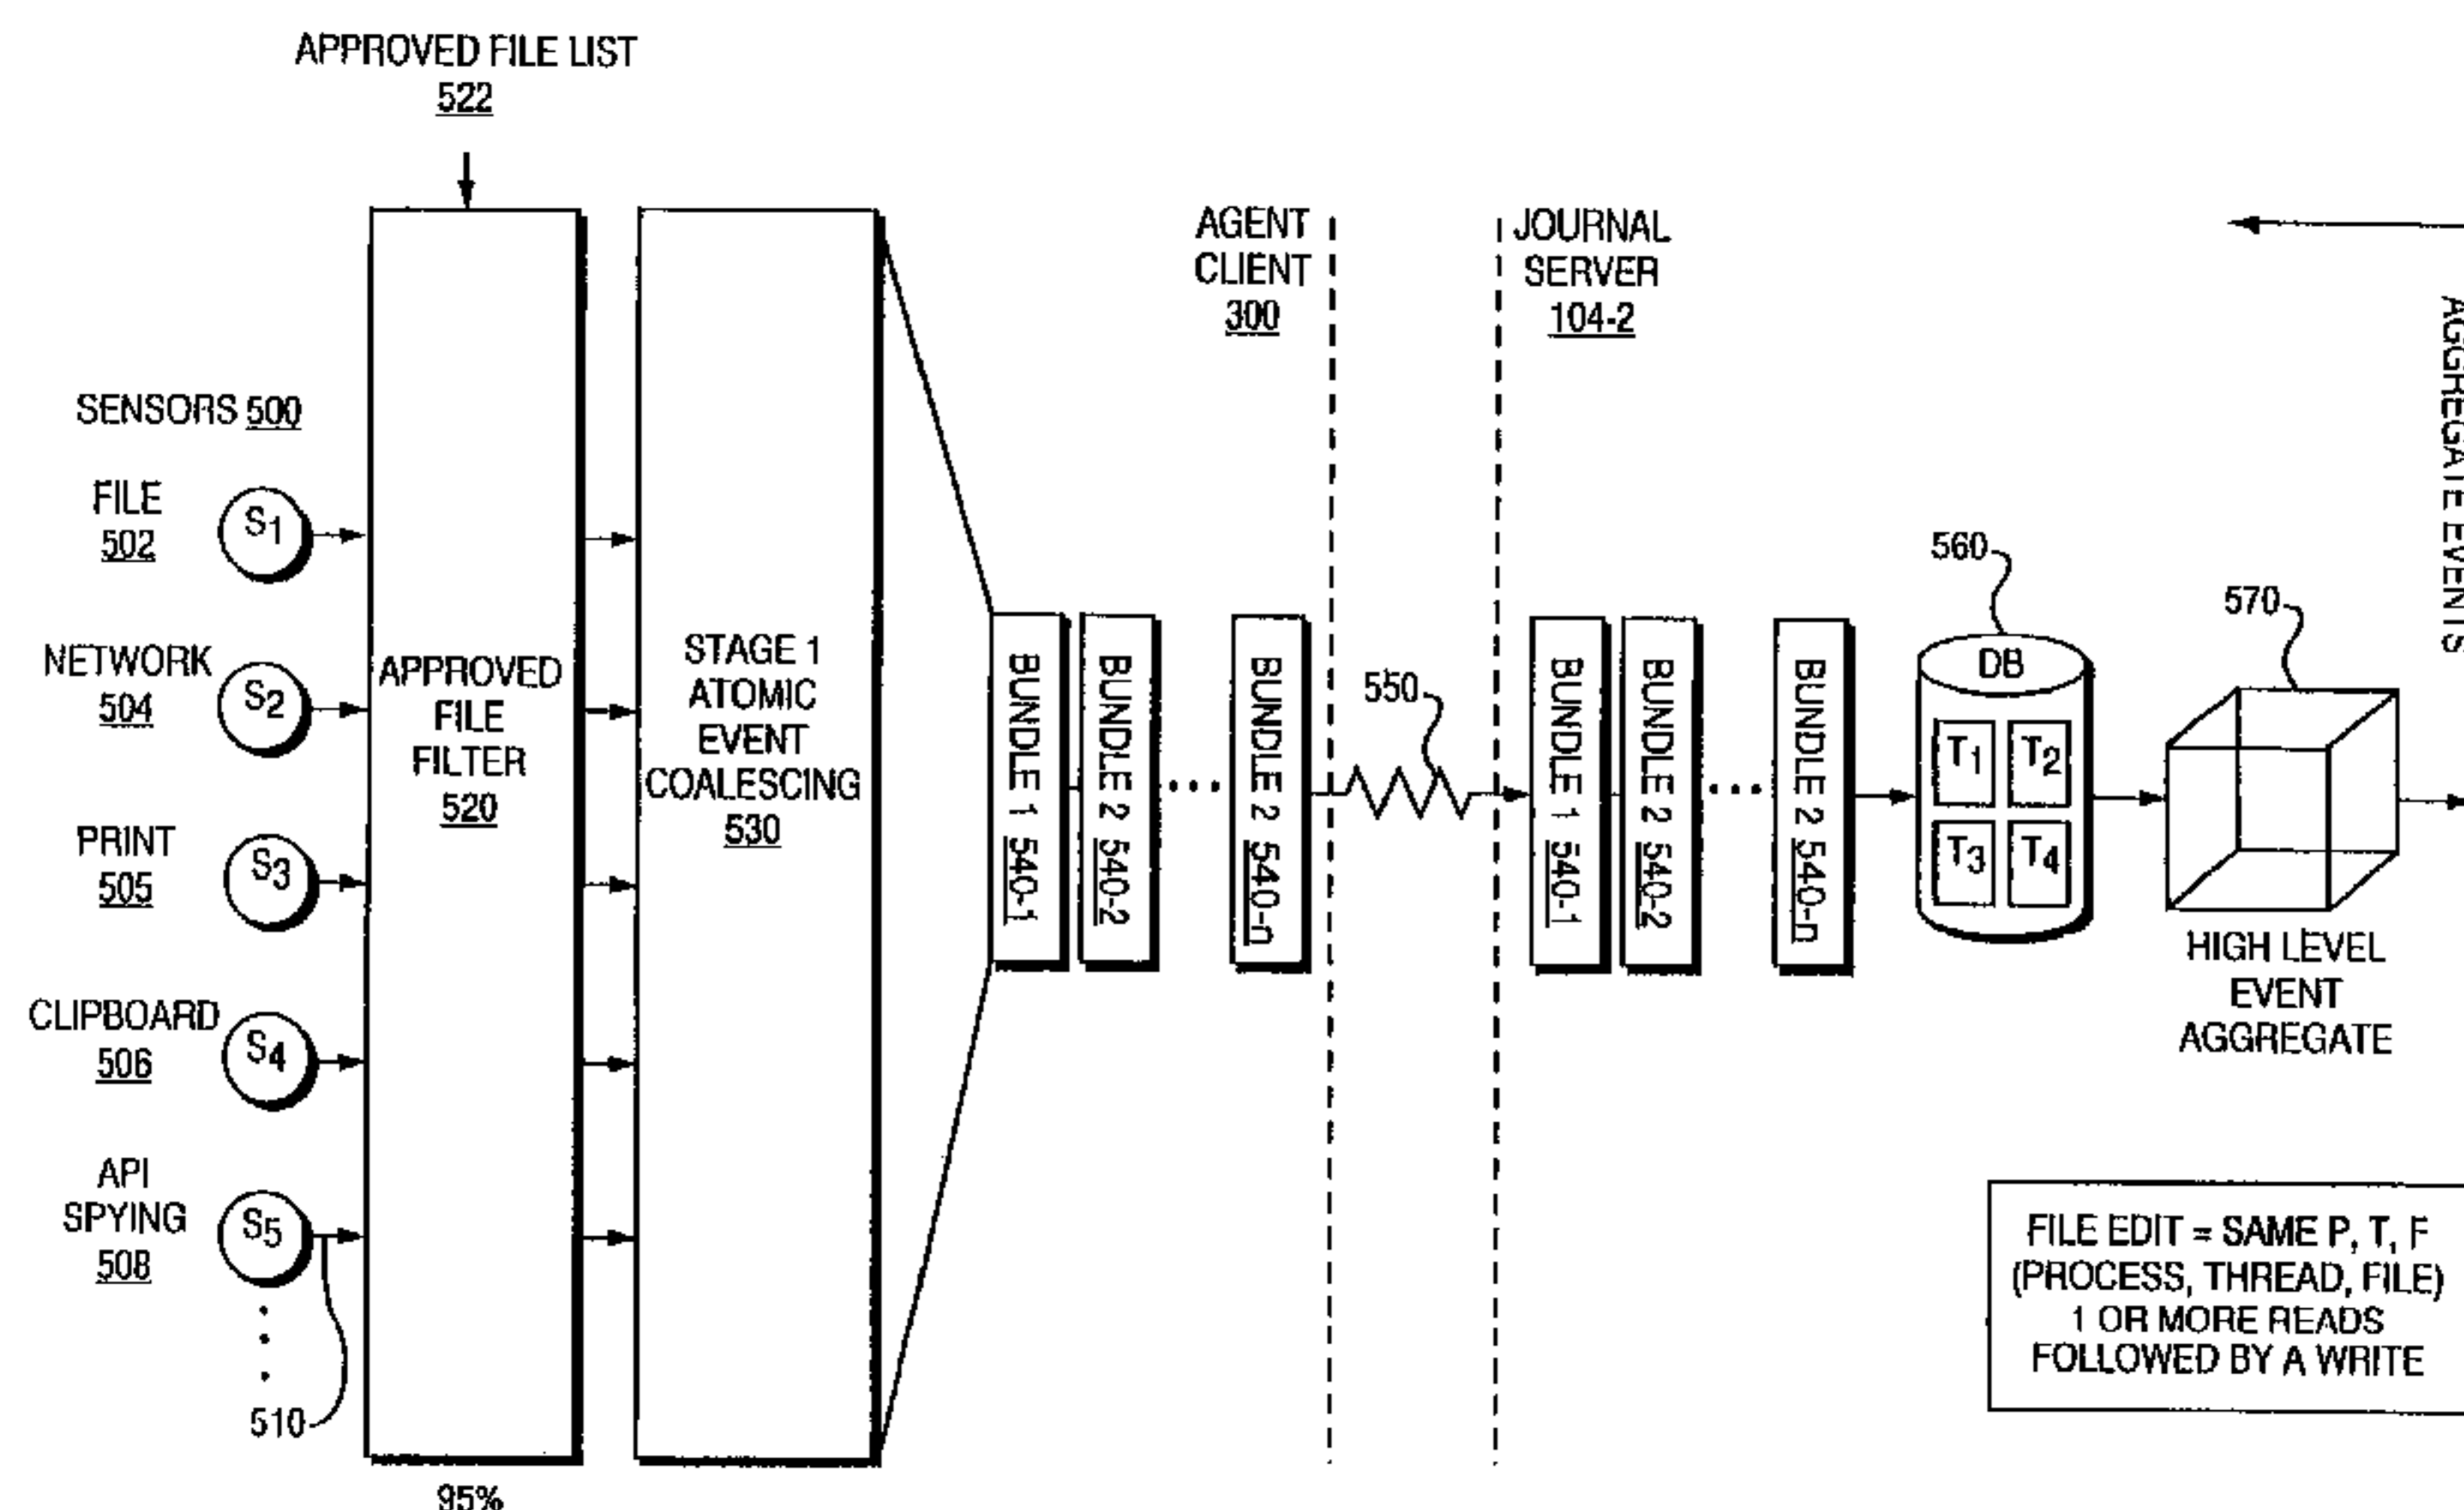 APPROVED FILE LIST
522
SENSORS 500
FILE
502
S1
NETWORK
504
S2
PRINT
505
S3
CLIPBOARD
506
S4
API
SPYING
508
S5
510
APPROVED
FILE
FILTER
520
95%
STAGE 1
ATOMIC
EVENT
COALESCING
530
BUNDLE 1 540-1
BUNDLE 2 540-2
...
BUNDLE 2 540-n
AGENT
CLIENT
300
550
JOURNAL
SERVER
104-2
BUNDLE 1 540-1
BUNDLE 2 540-2
...
BUNDLE 2 540-n
560
DB
T1 T2
T3 T4
570
HIGH LEVEL
EVENT
AGGREGATE
AGGREGATE EVENTS
FILE EDIT = SAME P, T, F
(PROCESS, THREAD, FILE)
1 OR MORE READS
FOLLOWED BY A WRITE